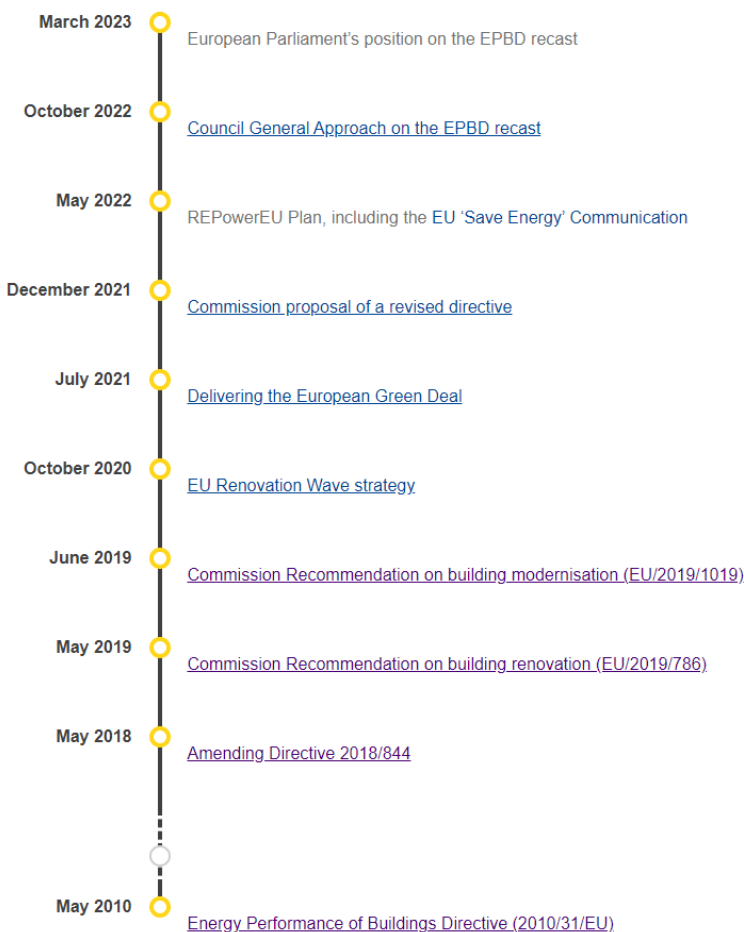 March 2023
European Parliament’s position on the EPBD recast
October 2022
Council General Approach on the EPBD recast
May 2022
REPowerEU Plan, including the EU ‘Save Energy’ Communication
December 2021
Commission proposal of a revised directive
July 2021
Delivering the European Green Deal
October 2020
EU Renovation Wave strategy
June 2019
Commission Recommendation on building modernisation (EU/2019/1019)
May 2019
Commission Recommendation on building renovation (EU/2019/786)
May 2018
Amending Directive 2018/844
May 2010
Energy Performance of Buildings Directive (2010/31/EU)